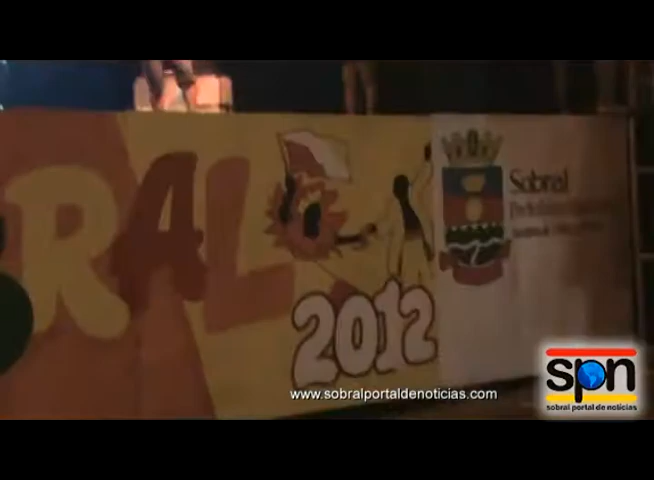 RAL
2012
Sobral
www.sobralportaldenoticias.com
spn
sobral portal de notícias